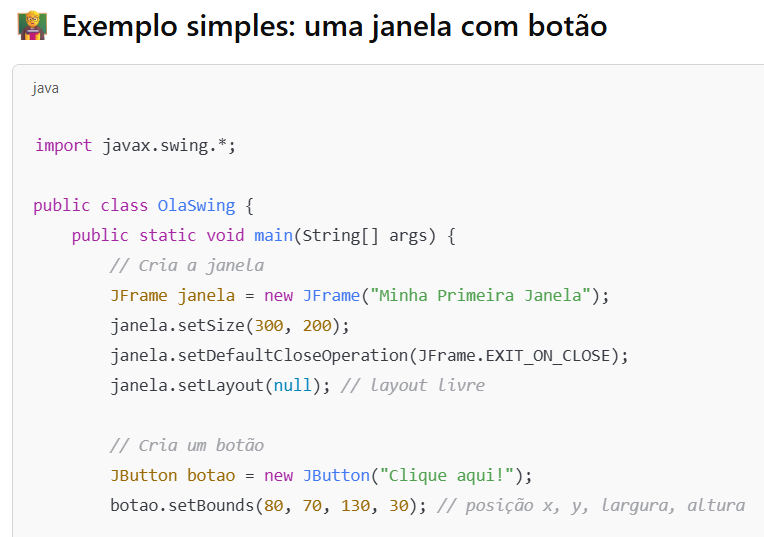 Exemplo simples: uma janela com botão
java
import javax.swing.*;
public class OlaSwing {
    public static void main(String[] args) {
        // Cria a janela
        JFrame janela = new JFrame("Minha Primeira Janela");
        janela.setSize(300, 200);
        janela.setDefaultCloseOperation(JFrame.EXIT_ON_CLOSE);
        janela.setLayout(null); // layout livre
        // Cria um botão
        JButton botao = new JButton("Clique aqui!");
        botao.setBounds(80, 70, 130, 30); // posição x, y, largura, altura